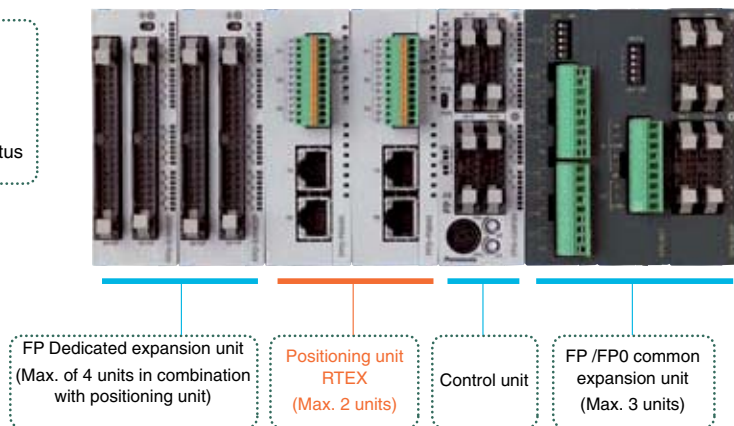 tus
FP Dedicated expansion unit
(Max. of 4 units in combination
with positioning unit)
Positioning unit
RTEX
(Max. 2 units)
Control unit
FP /FP0 common
expansion unit
(Max. 3 units)
Panasonic